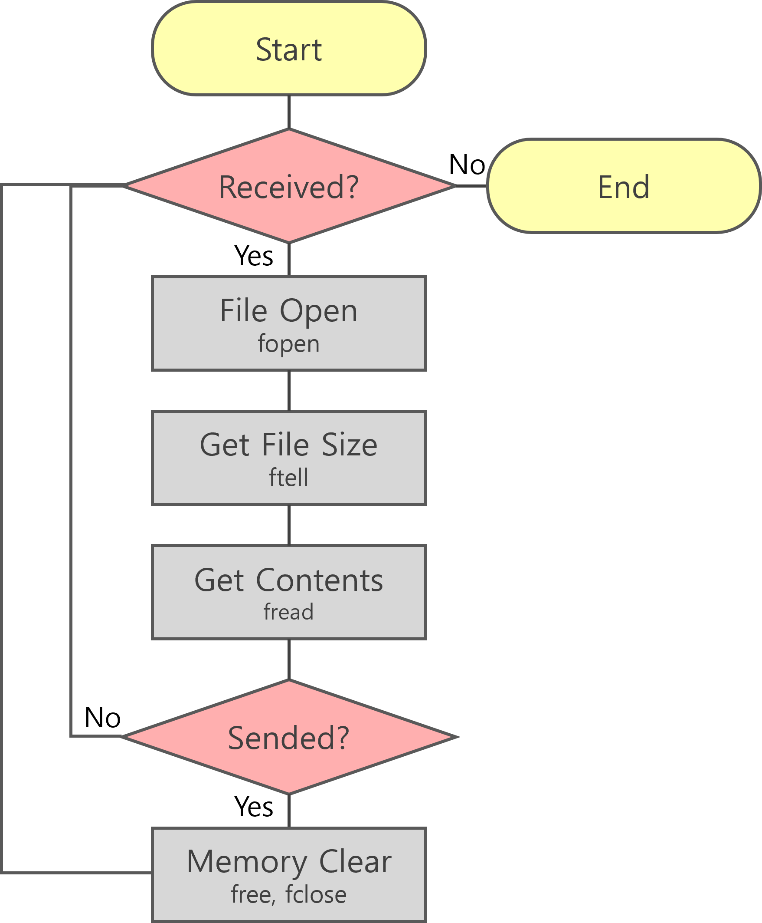 Start
Received?
No
End
Yes
File Open
fopen
Get File Size
ftell
Get Contents
fread
No
Sended?
Yes
Memory Clear
free, fclose